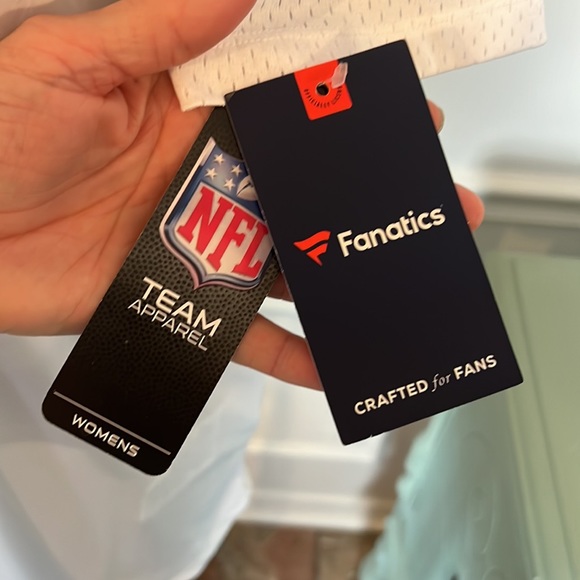 NFL
TEAM
APPAREL
WOMENS
Fanatics
CRAFTED for FANS